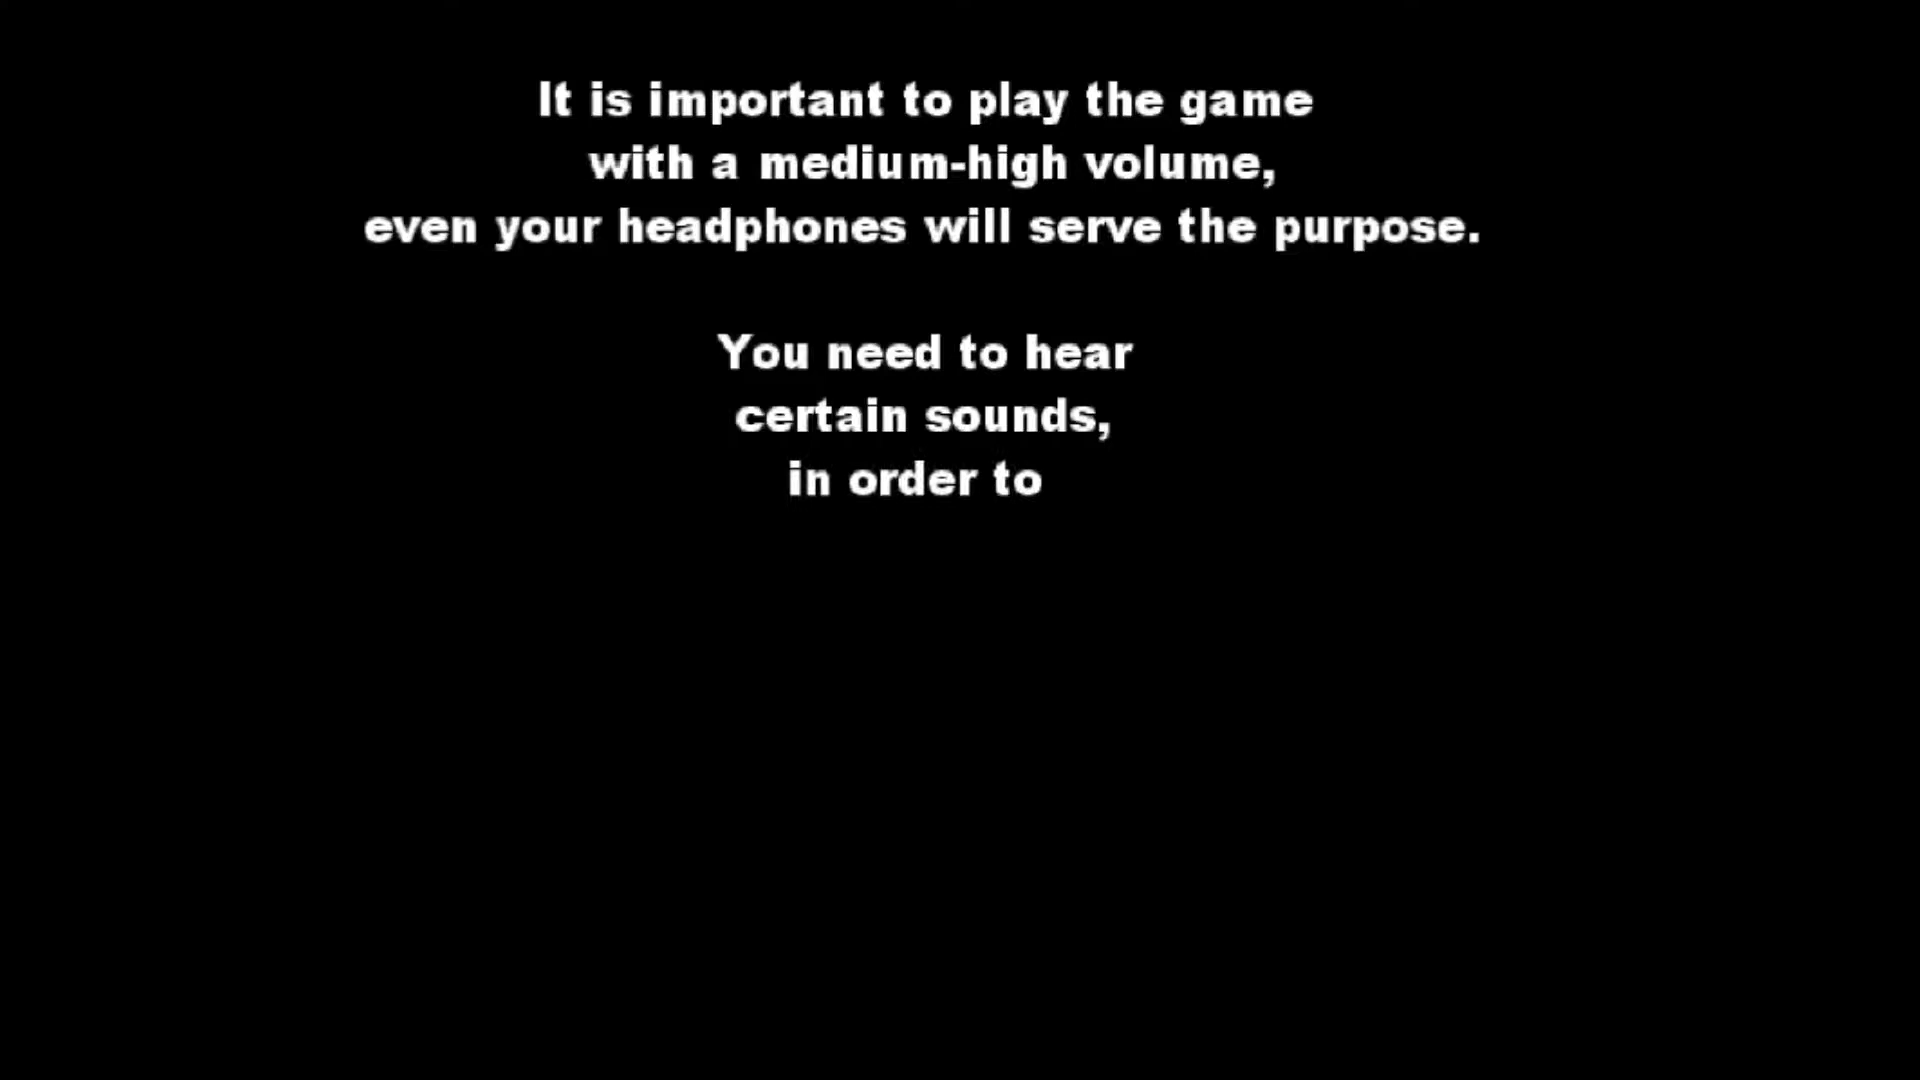 It is important to play the game
with a medium-high volume,
even your headphones will serve the purpose.
You need to hear
certain sounds,
in order to